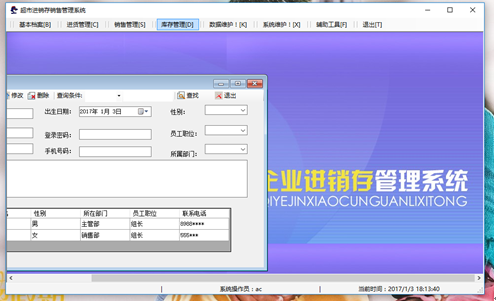 超市进销存销售管理系统
基本档案[B] 进货管理[C] 销售管理[S] 库存管理[D] 数据维护！[X] 系统维护！[X] 辅助工具[F] 退出[T]
修改 删除 查询条件: 查找 退出
出生日期: 2017年 1月 3日 性别:
登录密码: 员工职位:
手机号码: 所属部门:
企业进销存管理系统
QIYEJINXIAOCUNGUANLIXITONG
性别 所在部门 员工职位 联系电话
男 主管部 组长 8966****
女 销售部 组长 555***
系统操作员：ac 当前时间：2017/1/3 18:13:40